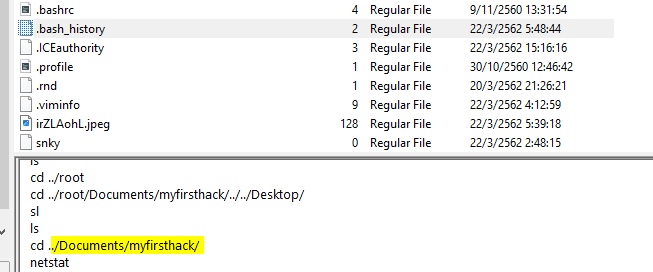 .bashrc 4 Regular File 9/11/2560 13:31:54
.bash_history 2 Regular File 22/3/2562 5:48:44
.ICEauthority 3 Regular File 22/3/2562 15:16:16
.profile 1 Regular File 30/10/2560 12:46:42
.rnd 1 Regular File 20/3/2562 21:26:21
.viminfo 9 Regular File 22/3/2562 4:12:59
irZLAohL.jpeg 128 Regular File 22/3/2562 5:39:18
snky 0 Regular File 22/3/2562 2:48:15
ls
cd ../root
cd ../root/Documents/myfirsthack/../../Desktop/
sl
ls
cd ../Documents/myfirsthack/
netstat